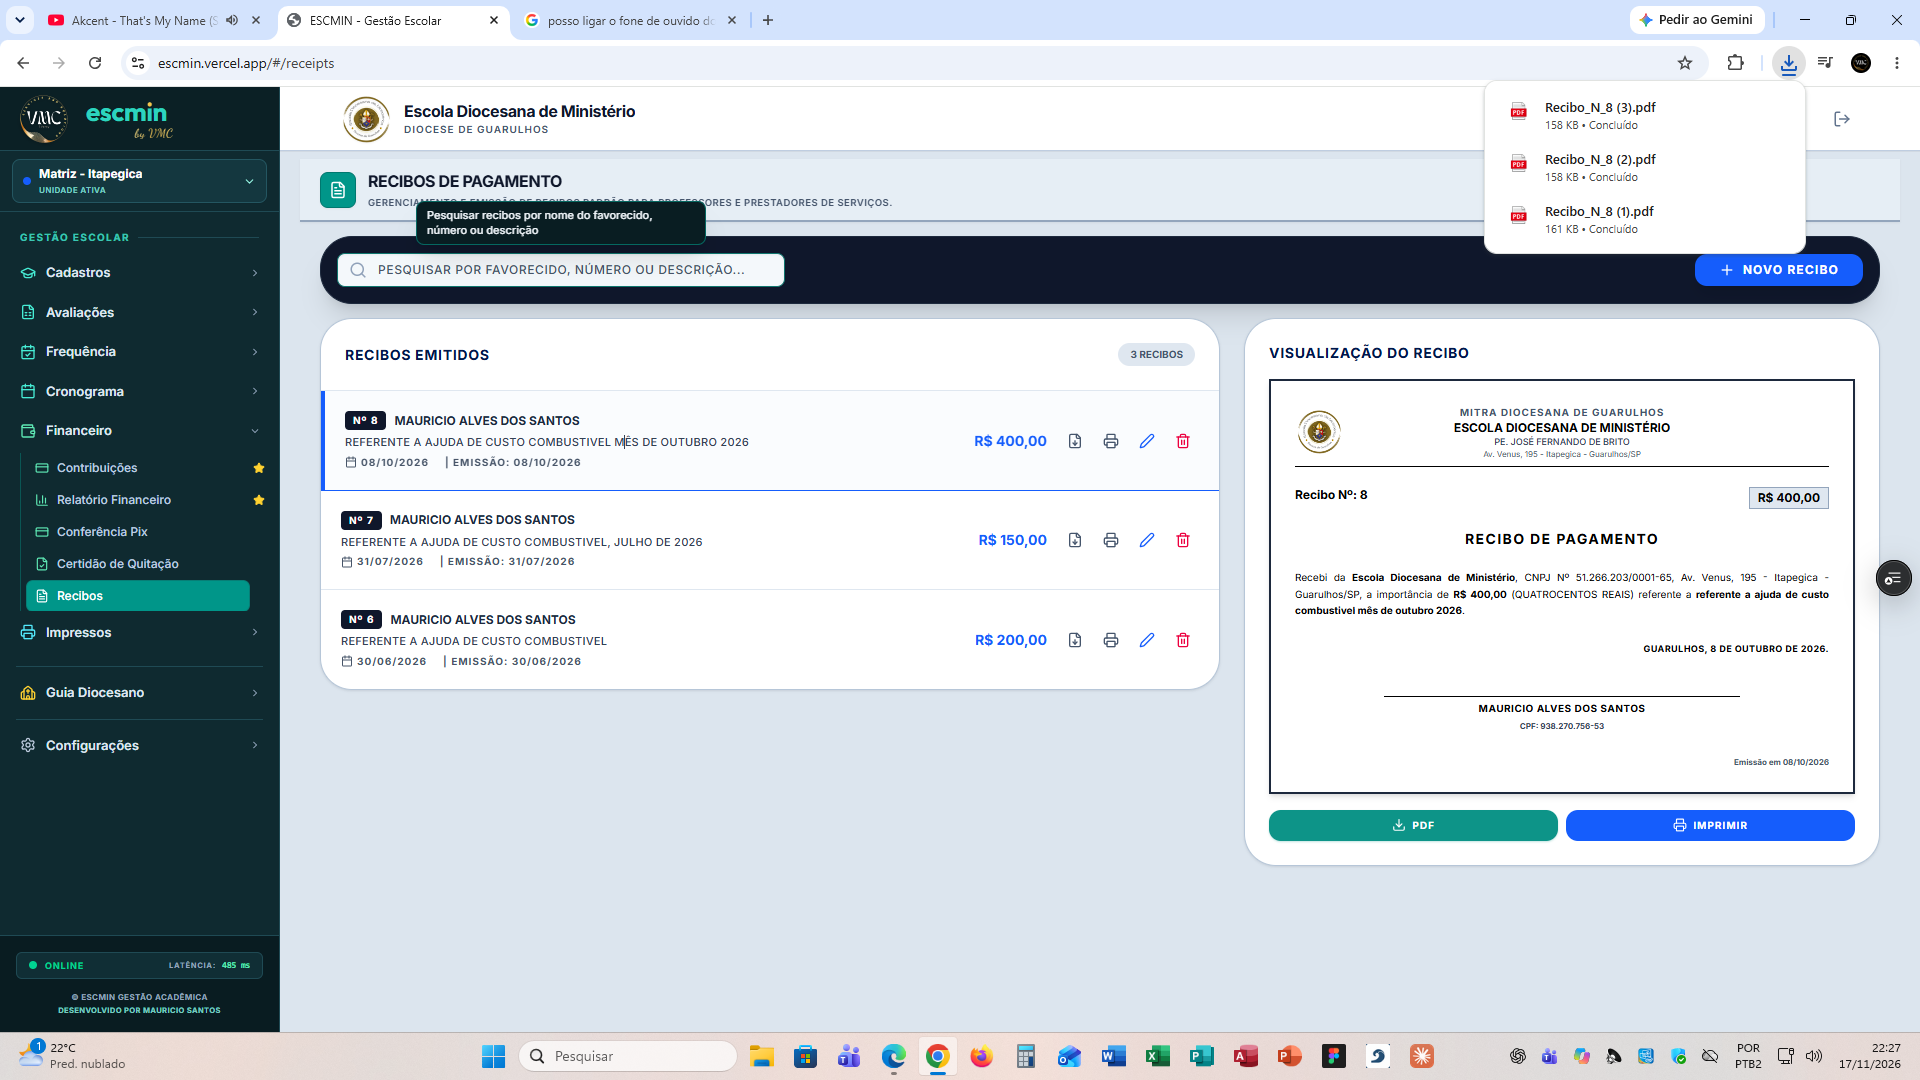 Akcent - That's My Name (S
ESCMIN - Gestão Escolar
posso ligar o fone de ouvido do
Pedir ao Gemini
escmin.vercel.app/#/receipts
Recibo_N_8 (3).pdf
158 KB • Concluído
Recibo_N_8 (2).pdf
158 KB • Concluído
Recibo_N_8 (1).pdf
161 KB • Concluído
VMC
escmin
by VMC
Matriz - Itapegica
UNIDADE ATIVA
GESTÃO ESCOLAR
Cadastros
Avaliações
Frequência
Cronograma
Financeiro
Contribuições
Relatório Financeiro
Conferência Pix
Certidão de Quitação
Recibos
Impressos
Guia Diocesano
Configurações
ONLINE
LATÊNCIA: 485 ms
© ESCMIN GESTÃO ACADÊMICA
DESENVOLVIDO POR MAURICIO SANTOS
Escola Diocesana de Ministério
DIOCESE DE GUARULHOS
RECIBOS DE PAGAMENTO
GERENCIAMENTO E EMISSÃO DE RECIBOS PADRÃO PARA PROFESSORES E PRESTADORES DE SERVIÇOS.
Pesquisar recibos por nome do favorecido,
número ou descrição
PESQUISAR POR FAVORECIDO, NÚMERO OU DESCRIÇÃO...
NOVO RECIBO
RECIBOS EMITIDOS
3 RECIBOS
Nº 8 MAURICIO ALVES DOS SANTOS
REFERENTE A AJUDA DE CUSTO COMBUSTIVEL MÊS DE OUTUBRO 2026
08/10/2026 | EMISSÃO: 08/10/2026
R$ 400,00
Nº 7 MAURICIO ALVES DOS SANTOS
REFERENTE A AJUDA DE CUSTO COMBUSTIVEL, JULHO DE 2026
31/07/2026 | EMISSÃO: 31/07/2026
R$ 150,00
Nº 6 MAURICIO ALVES DOS SANTOS
REFERENTE A AJUDA DE CUSTO COMBUSTIVEL
30/06/2026 | EMISSÃO: 30/06/2026
R$ 200,00
VISUALIZAÇÃO DO RECIBO
MITRA DIOCESANA DE GUARULHOS
ESCOLA DIOCESANA DE MINISTÉRIO
PE. JOSÉ FERNANDO DE BRITO
Av. Venus, 195 - Itapegica - Guarulhos/SP
Recibo Nº: 8
R$ 400,00
RECIBO DE PAGAMENTO
Recebi da Escola Diocesana de Ministério, CNPJ Nº 51.266.203/0001-65, Av. Venus, 195 - Itapegica -
Guarulhos/SP, a importância de R$ 400,00 (QUATROCENTOS REAIS) referente a referente a ajuda de custo
combustivel mês de outubro 2026.
GUARULHOS, 8 DE OUTUBRO DE 2026.
MAURICIO ALVES DOS SANTOS
CPF: 938.270.756-53
Emissão em 08/10/2026
PDF
IMPRIMIR
1
22°C
Pred. nublado
Pesquisar
POR
PTB2
22:27
17/11/2026